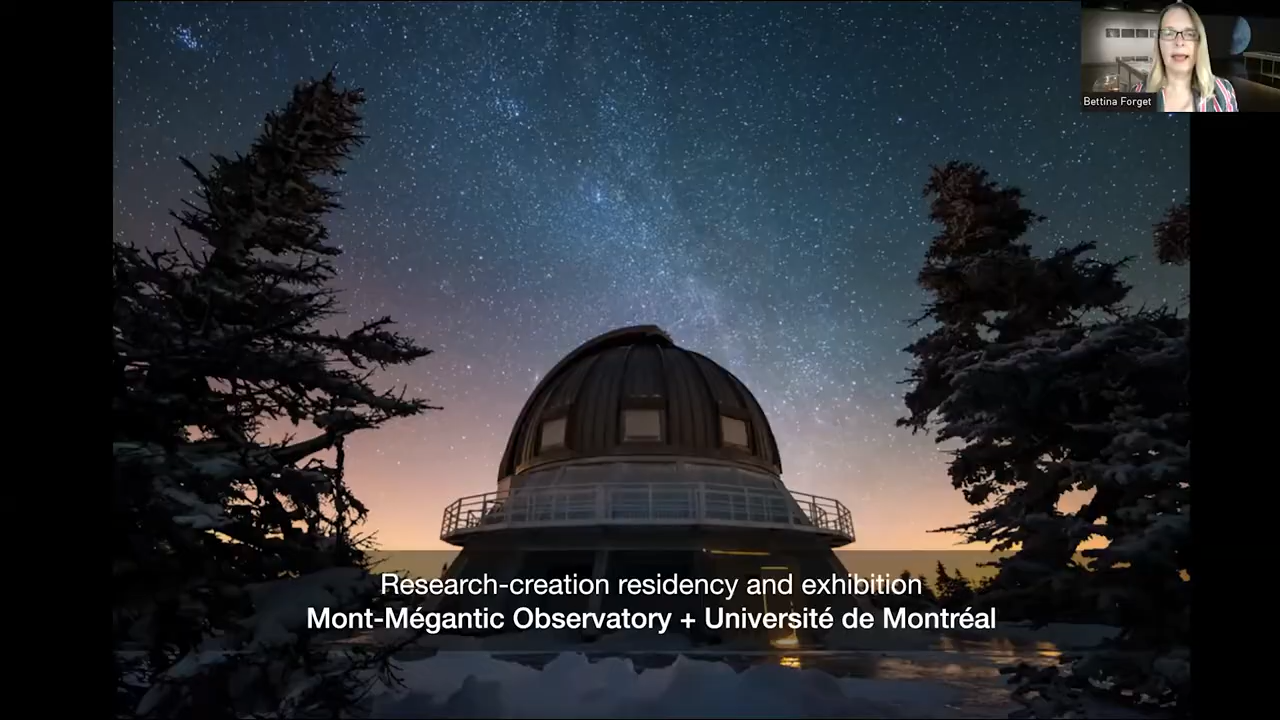 Bettina Forget
Research-creation residency and exhibition
Mont-Mégantic Observatory + Université de Montréal